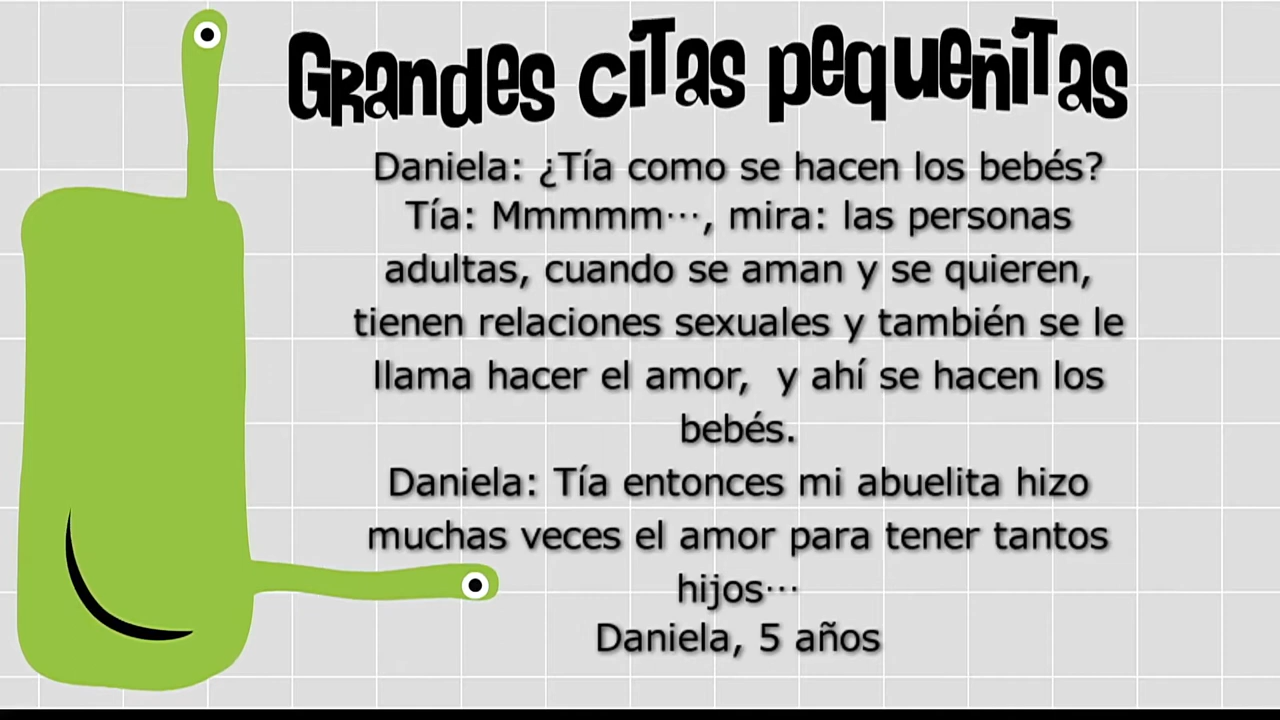 Grandes citas pequeñitas
Daniela: ¿Tía como se hacen los bebés?
Tía: Mmmmm…, mira: las personas
adultas, cuando se aman y se quieren,
tienen relaciones sexuales y también se le
llama hacer el amor,  y ahí se hacen los
bebés.
Daniela: Tía entonces mi abuelita hizo
muchas veces el amor para tener tantos
hijos…
Daniela, 5 años